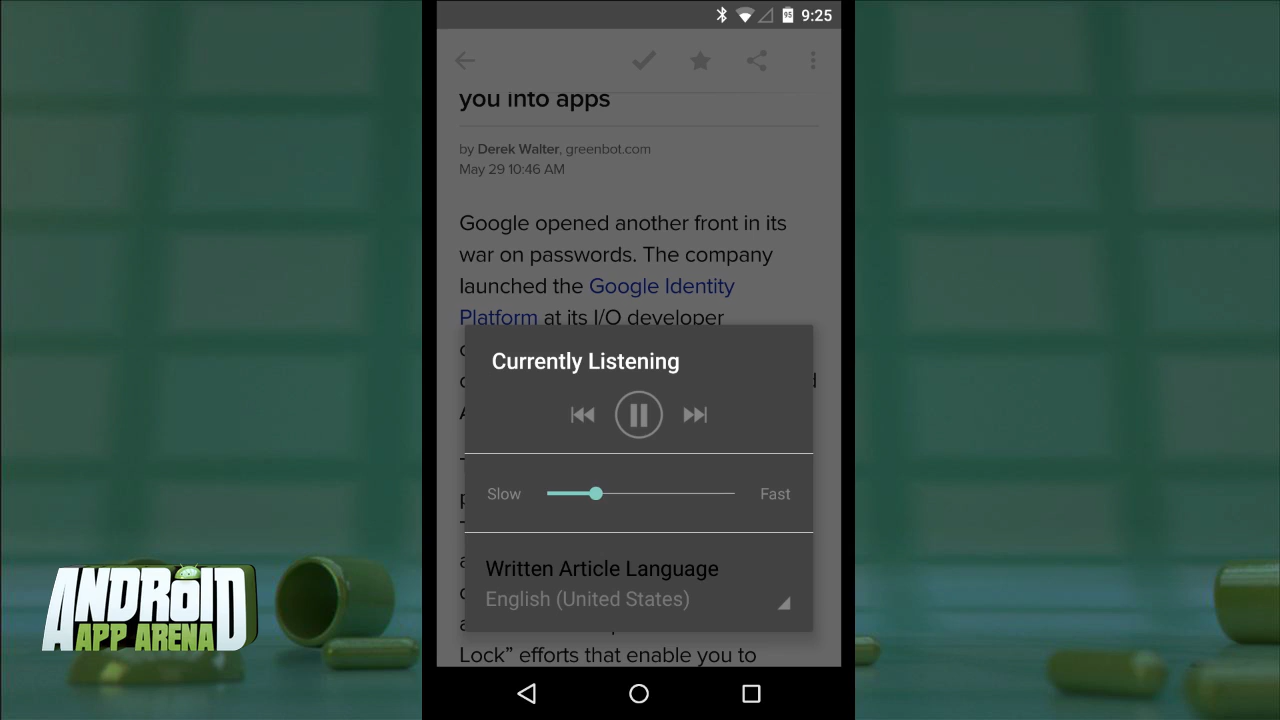 95 9:25
you into apps
by Derek Walter, greenbot.com
May 29 10:46 AM
Google opened another front in its
war on passwords. The company
launched the Google Identity
Platform at its I/O developer
Currently Listening
Slow Fast
Written Article Language
English (United States)
Lock” efforts that enable you to
ANDROID
APP ARENA